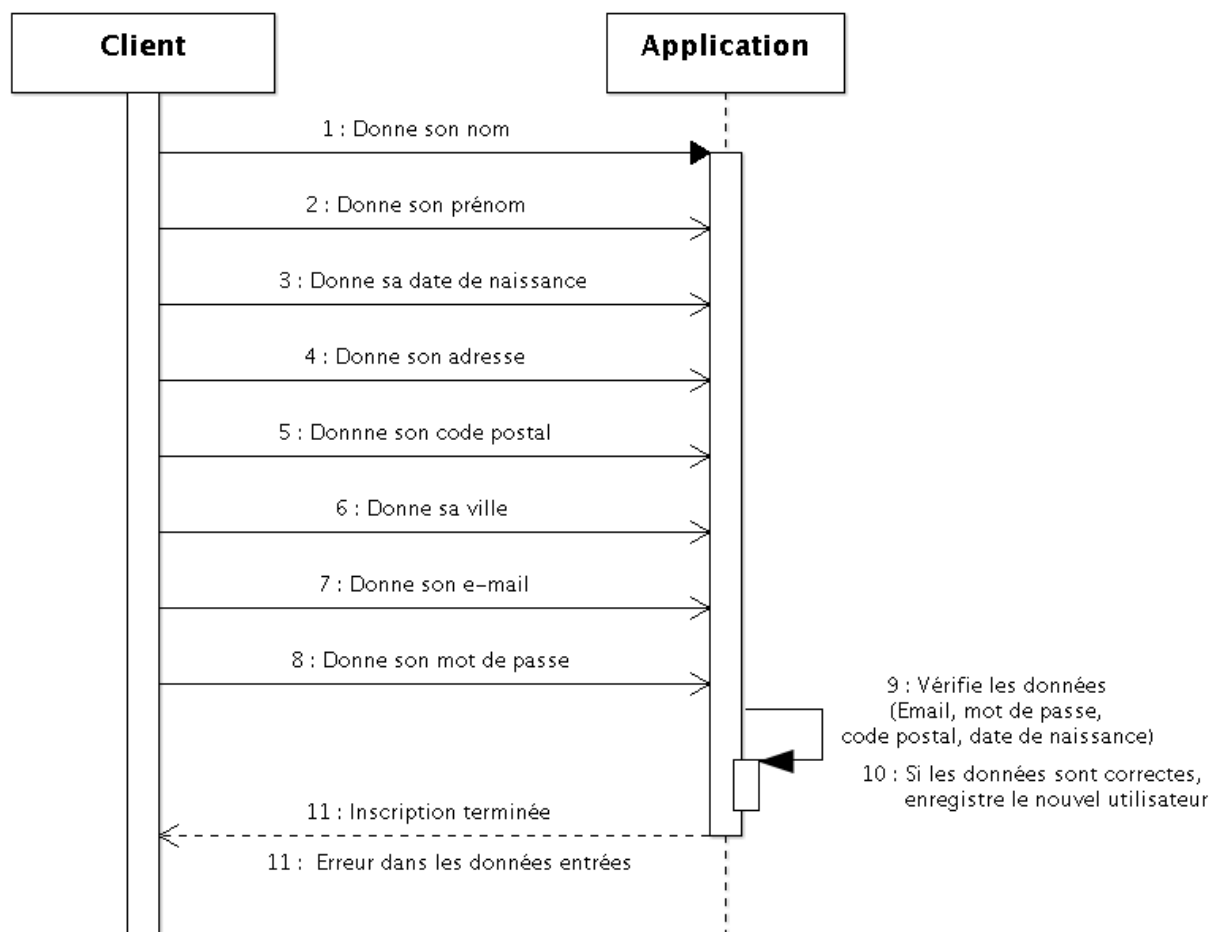 Client
Application
1 : Donne son nom
2 : Donne son prénom
3 : Donne sa date de naissance
4 : Donne son adresse
5 : Donnne son code postal
6 : Donne sa ville
7 : Donne son e-mail
8 : Donne son mot de passe
9 : Vérifie les données
(Email, mot de passe,
code postal, date de naissance)
10 : Si les données sont correctes,
enregistre le nouvel utilisateur
11 : Inscription terminée
11 : Erreur dans les données entrées